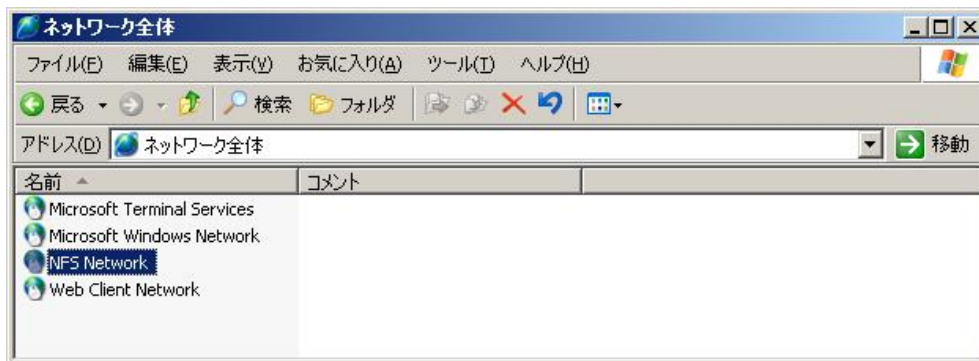 ネットワーク全体
ファイル(F) 編集(E) 表示(V) お気に入り(A) ツール(T) ヘルプ(H)
戻る 検索 フォルダ
アドレス(D) ネットワーク全体 移動
名前 コメント
Microsoft Terminal Services
Microsoft Windows Network
NFS Network
Web Client Network